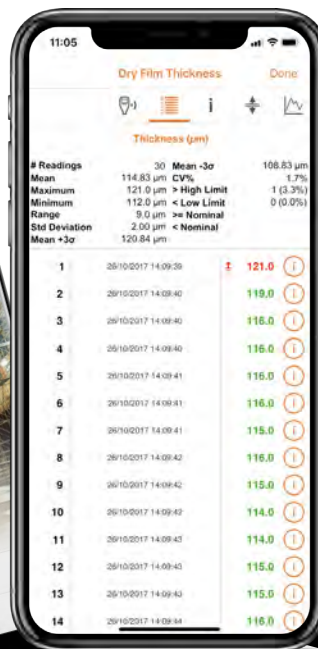 11:05
Dry Film Thickness Done
Thickness (µm)
# Readings 30 Mean -3σ 108.83 µm
Mean 114.83 µm CV% 1.7%
Maximum 121.0 µm > High Limit 1 (3.3%)
Minimum 112.0 µm < Low Limit 0 (0.0%)
Range 9.0 µm >= Nominal
Std Deviation 2.00 µm < Nominal
Mean +3σ 120.84 µm
1 26/10/2017 14:09:39 121.0
2 26/10/2017 14:09:40 119.0
3 26/10/2017 14:09:40 116.0
4 26/10/2017 14:09:40 116.0
5 26/10/2017 14:09:41 116.0
6 26/10/2017 14:09:41 116.0
7 26/10/2017 14:09:41 115.0
8 26/10/2017 14:09:42 116.0
9 26/10/2017 14:09:42 115.0
10 26/10/2017 14:09:42 114.0
11 26/10/2017 14:09:43 114.0
12 26/10/2017 14:09:43 115.0
13 26/10/2017 14:09:43 115.0
14 26/10/2017 14:09:44 116.0